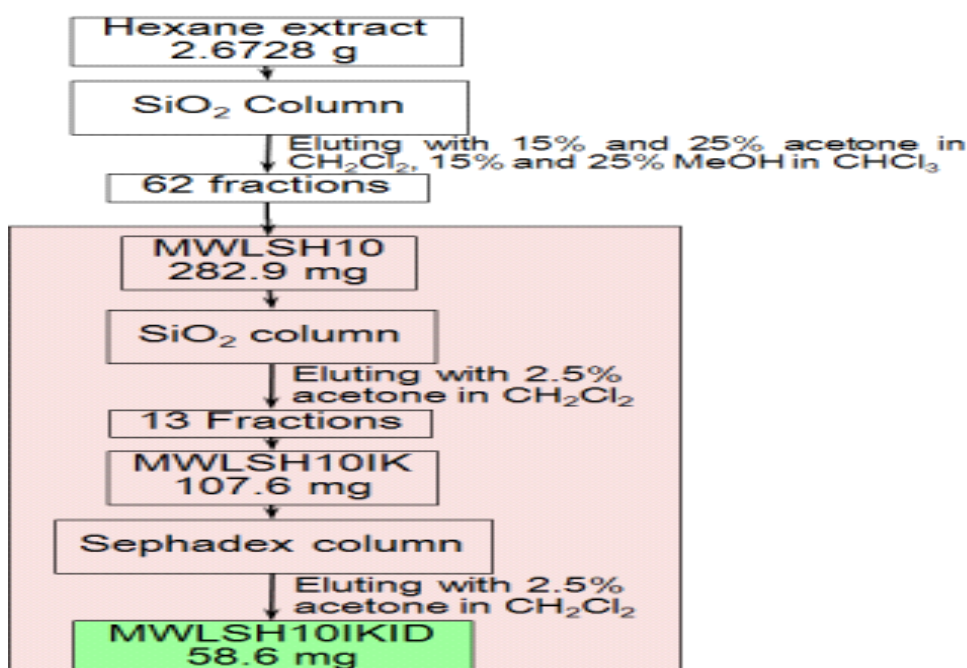 Hexane extract
2.6728 g
SiO₂ Column
Eluting with 15% and 25% acetone in
CH₂Cl₂, 15% and 25% MeOH in CHCl₃
62 fractions
MWLSH10
282.9 mg
SiO₂ column
Eluting with 2.5%
acetone in CH₂Cl₂
13 Fractions
MWLSH10IK
107.6 mg
Sephadex column
Eluting with 2.5%
acetone in CH₂Cl₂
MWLSH10IKID
58.6 mg